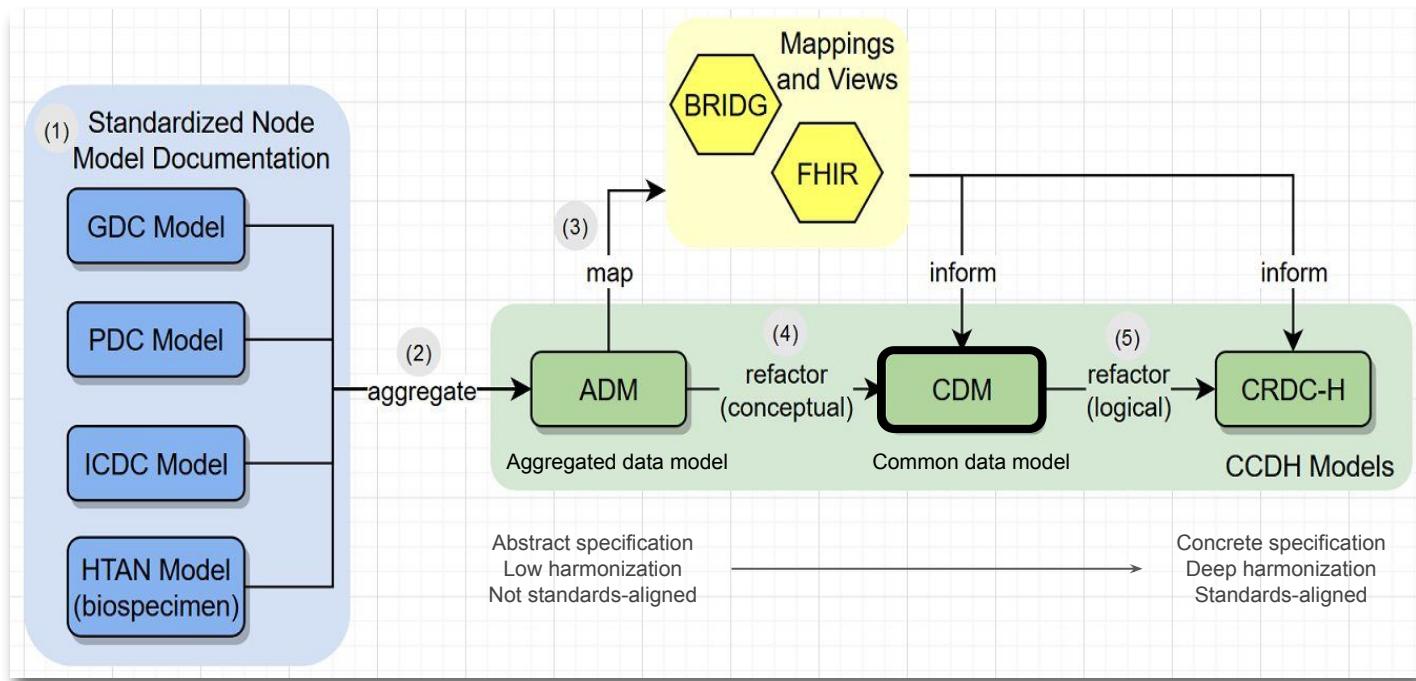 (1) Standardized Node
Model Documentation
GDC Model
PDC Model
ICDC Model
HTAN Model
(biospecimen)
(2)
aggregate
Mappings
and Views
BRIDG
FHIR
(3)
map
inform
inform
ADM
(4)
refactor
(conceptual)
CDM
(5)
refactor
(logical)
CRDC-H
Aggregated data model
Common data model
CCDH Models
Abstract specification
Low harmonization
Not standards-aligned
Concrete specification
Deep harmonization
Standards-aligned